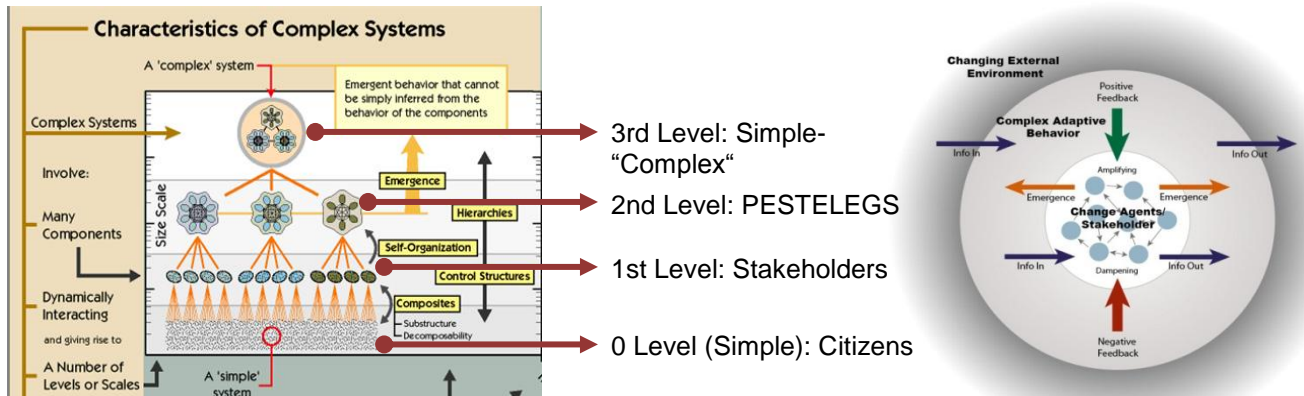 Characteristics of Complex Systems
A 'complex' system
Emergent behavior that cannot
be simply inferred from the
behavior of the components
Complex Systems
Involve:
Many
Components
Dynamically
Interacting
and giving rise to
A Number of
Levels or Scales
Size Scale
Emergence
Hierarchies
Self-Organization
Control Structures
Composites
Substructure
Decomposability
A 'simple'
system
3rd Level: Simple-
“Complex“
2nd Level: PESTELEGS
1st Level: Stakeholders
0 Level (Simple): Citizens
Changing External
Environment
Positive
Feedback
Complex Adaptive
Behavior
Info In
Info Out
Amplifying
Emergence
Emergence
Change Agents/
Stakeholder
Info In
Info Out
Dampening
Negative
Feedback